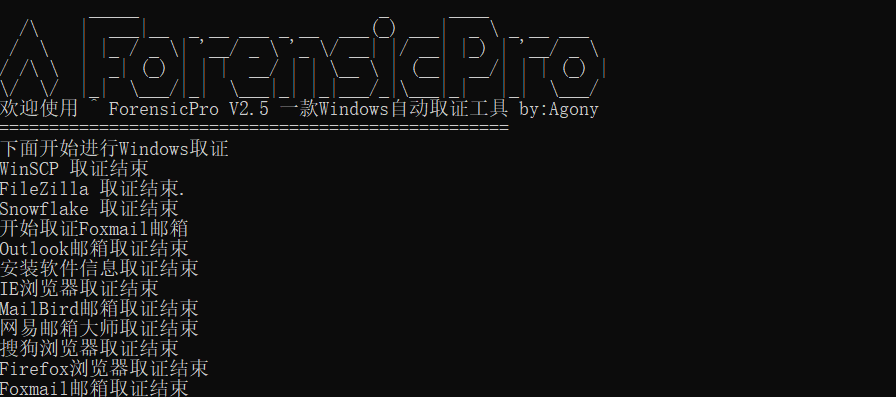 ^ ForensicPro
欢迎使用 ^ ForensicPro V2.5 一款Windows自动取证工具 by:Agony
===================================================
下面开始进行Windows取证
WinSCP 取证结束
FileZilla 取证结束.
Snowflake 取证结束
开始取证Foxmail邮箱
Outlook邮箱取证结束
安装软件信息取证结束
IE浏览器取证结束
MailBird邮箱取证结束
网易邮箱大师取证结束
搜狗浏览器取证结束
Firefox浏览器取证结束
Foxmail邮箱取证结束